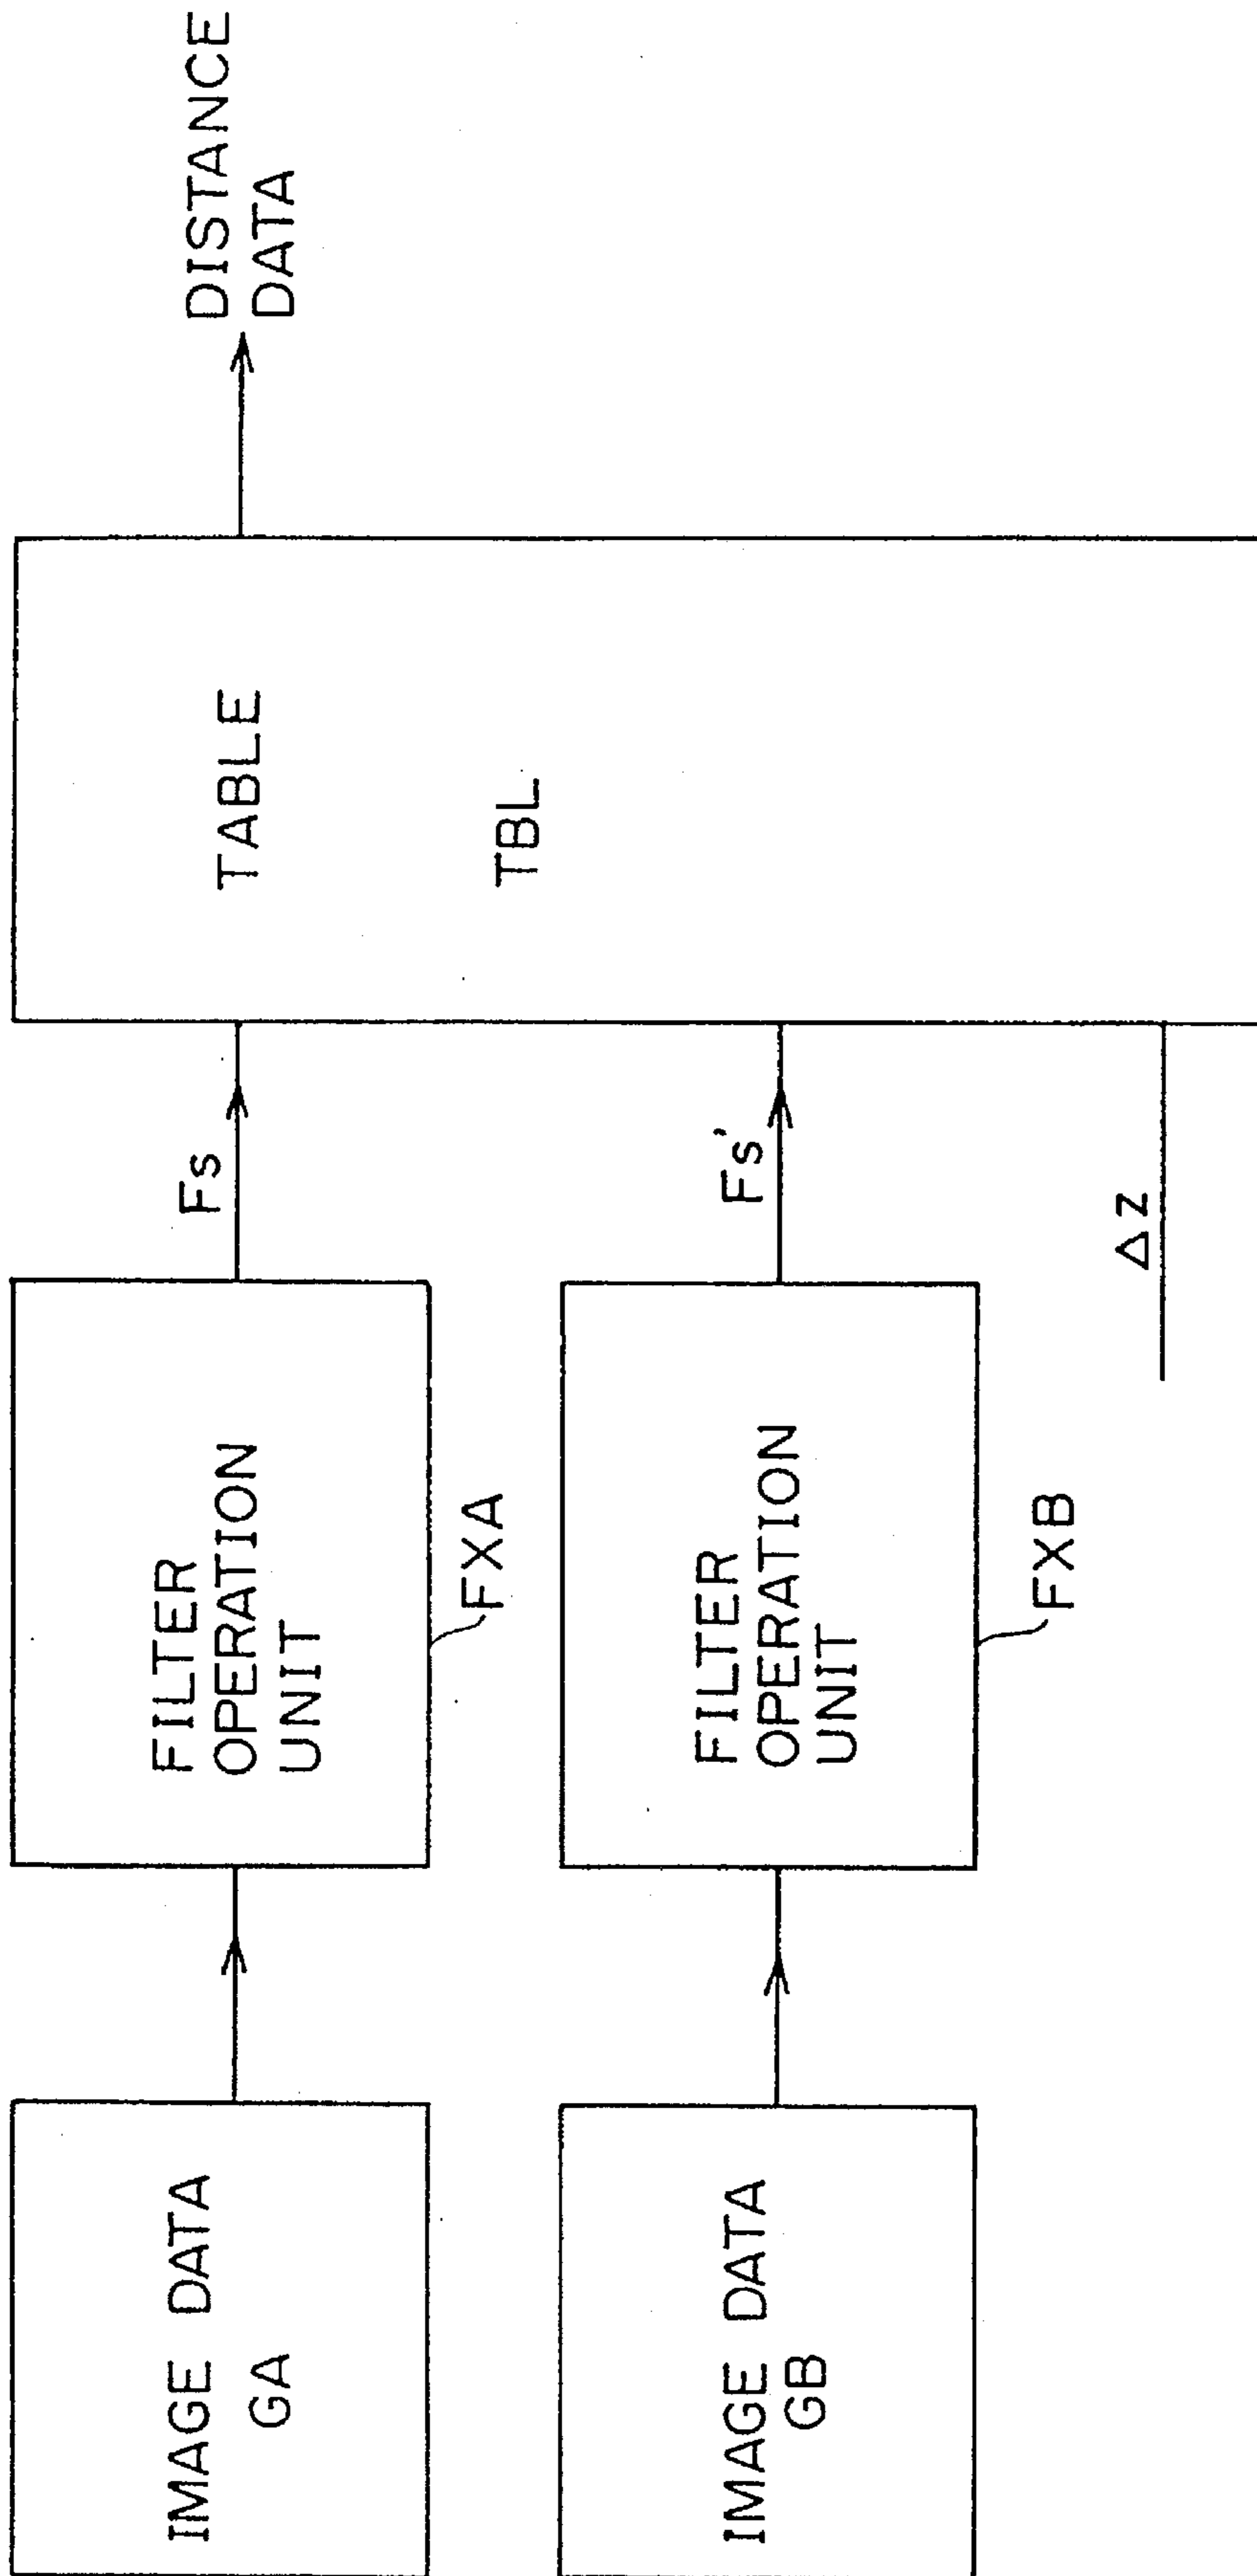 IMAGE DATA
GA
FILTER
OPERATION
UNIT
FXA
Fs
TABLE
TBL
DISTANCE
DATA
IMAGE DATA
GB
FILTER
OPERATION
UNIT
FXB
Fs'
ΔZ